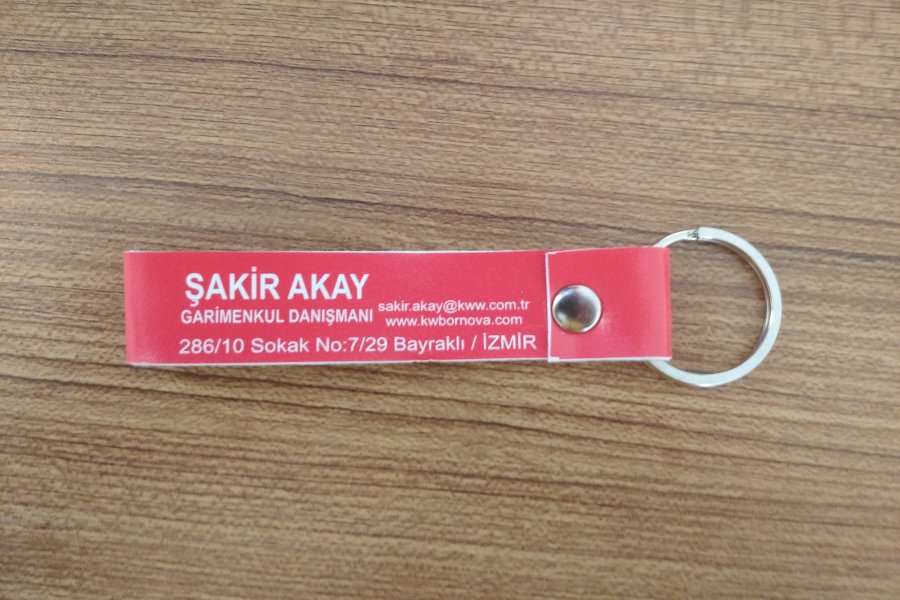 ŞAKİR AKAY
GARİMENKUL DANIŞMANI
sakir.akay@kww.com.tr
www.kwbornova.com
286/10 Sokak No:7/29 Bayraklı / İZMİR